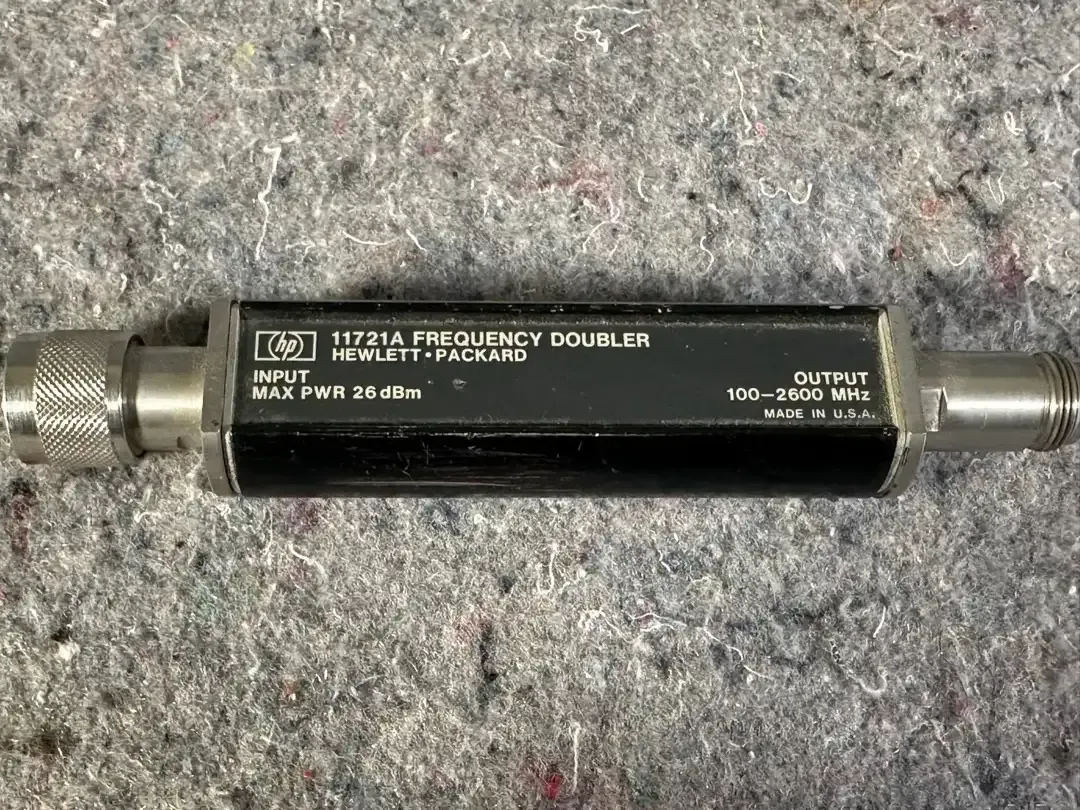 hp 11721A FREQUENCY DOUBLER
HEWLETT•PACKARD
INPUT
MAX PWR 26 dBm
OUTPUT
100–2600 MHz
MADE IN U.S.A.